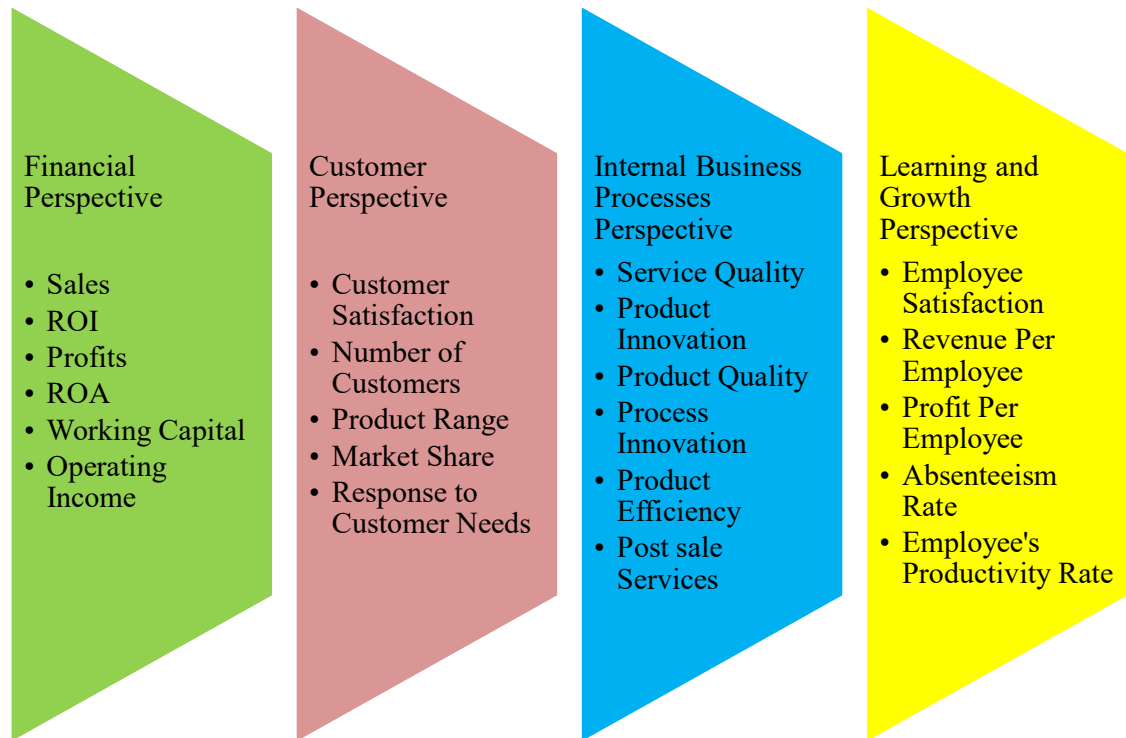 Financial
Perspective
• Sales
• ROI
• Profits
• ROA
• Working Capital
• Operating
Income
Customer
Perspective
• Customer
Satisfaction
• Number of
Customers
• Product Range
• Market Share
• Response to
Customer Needs
Internal Business
Processes
Perspective
• Service Quality
• Product
Innovation
• Product Quality
• Process
Innovation
• Product
Efficiency
• Post sale
Services
Learning and
Growth
Perspective
• Employee
Satisfaction
• Revenue Per
Employee
• Profit Per
Employee
• Absenteeism
Rate
• Employee's
Productivity Rate